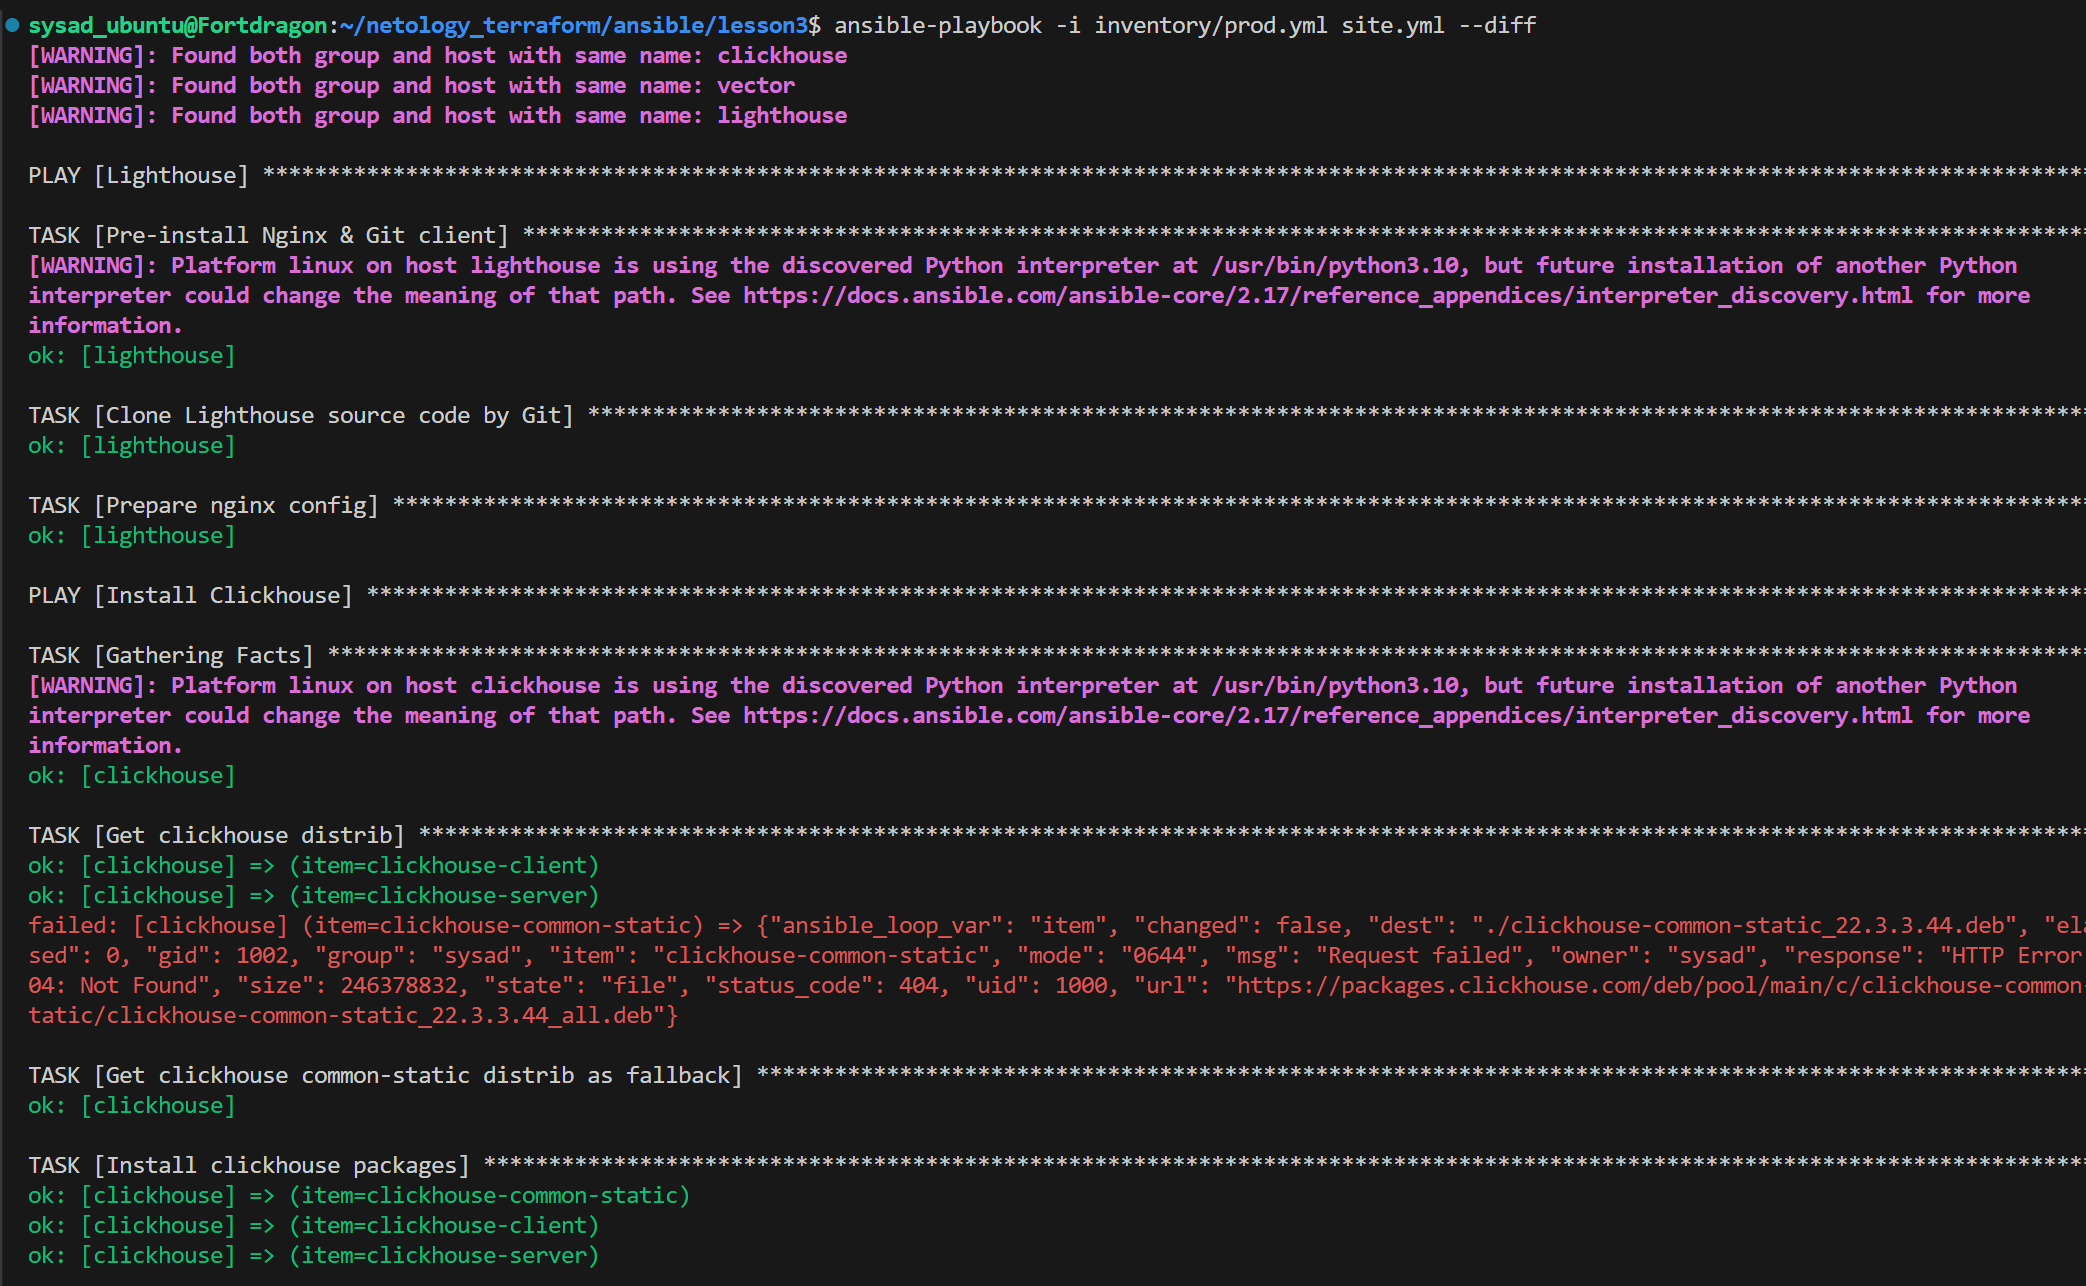 sysad_ubuntu@Fortdragon:~/netology_terraform/ansible/lesson3$ ansible-playbook -i inventory/prod.yml site.yml --diff
[WARNING]: Found both group and host with same name: clickhouse
[WARNING]: Found both group and host with same name: vector
[WARNING]: Found both group and host with same name: lighthouse
PLAY [Lighthouse] ********************************************************************************************************************************************
TASK [Pre-install Nginx & Git client] ************************************************************************************************************************
[WARNING]: Platform linux on host lighthouse is using the discovered Python interpreter at /usr/bin/python3.10, but future installation of another Python
interpreter could change the meaning of that path. See https://docs.ansible.com/ansible-core/2.17/reference_appendices/interpreter_discovery.html for more
information.
ok: [lighthouse]
TASK [Clone Lighthouse source code by Git] *******************************************************************************************************************
ok: [lighthouse]
TASK [Prepare nginx config] **********************************************************************************************************************************
ok: [lighthouse]
PLAY [Install Clickhouse] ************************************************************************************************************************************
TASK [Gathering Facts] ***************************************************************************************************************************************
[WARNING]: Platform linux on host clickhouse is using the discovered Python interpreter at /usr/bin/python3.10, but future installation of another Python
interpreter could change the meaning of that path. See https://docs.ansible.com/ansible-core/2.17/reference_appendices/interpreter_discovery.html for more
information.
ok: [clickhouse]
TASK [Get clickhouse distrib] ********************************************************************************************************************************
ok: [clickhouse] => (item=clickhouse-client)
ok: [clickhouse] => (item=clickhouse-server)
failed: [clickhouse] (item=clickhouse-common-static) => {"ansible_loop_var": "item", "changed": false, "dest": "./clickhouse-common-static_22.3.3.44.deb", "ela
sed": 0, "gid": 1002, "group": "sysad", "item": "clickhouse-common-static", "mode": "0644", "msg": "Request failed", "owner": "sysad", "response": "HTTP Error
04: Not Found", "size": 246378832, "state": "file", "status_code": 404, "uid": 1000, "url": "https://packages.clickhouse.com/deb/pool/main/c/clickhouse-common-
tatic/clickhouse-common-static_22.3.3.44_all.deb"}
TASK [Get clickhouse common-static distrib as fallback] ******************************************************************************************************
ok: [clickhouse]
TASK [Install clickhouse packages] ***************************************************************************************************************************
ok: [clickhouse] => (item=clickhouse-common-static)
ok: [clickhouse] => (item=clickhouse-client)
ok: [clickhouse] => (item=clickhouse-server)